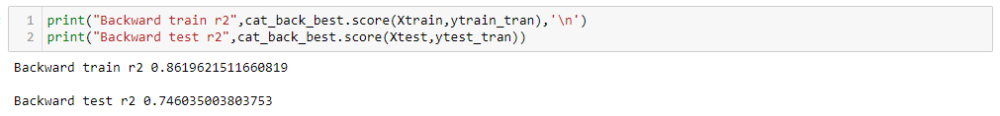 1 print("Backward train r2",cat_back_best.score(Xtrain,ytrain_tran),'\n')
2 print("Backward test r2",cat_back_best.score(Xtest,ytest_tran))
Backward train r2 0.8619621511660819
Backward test r2 0.746035003803753